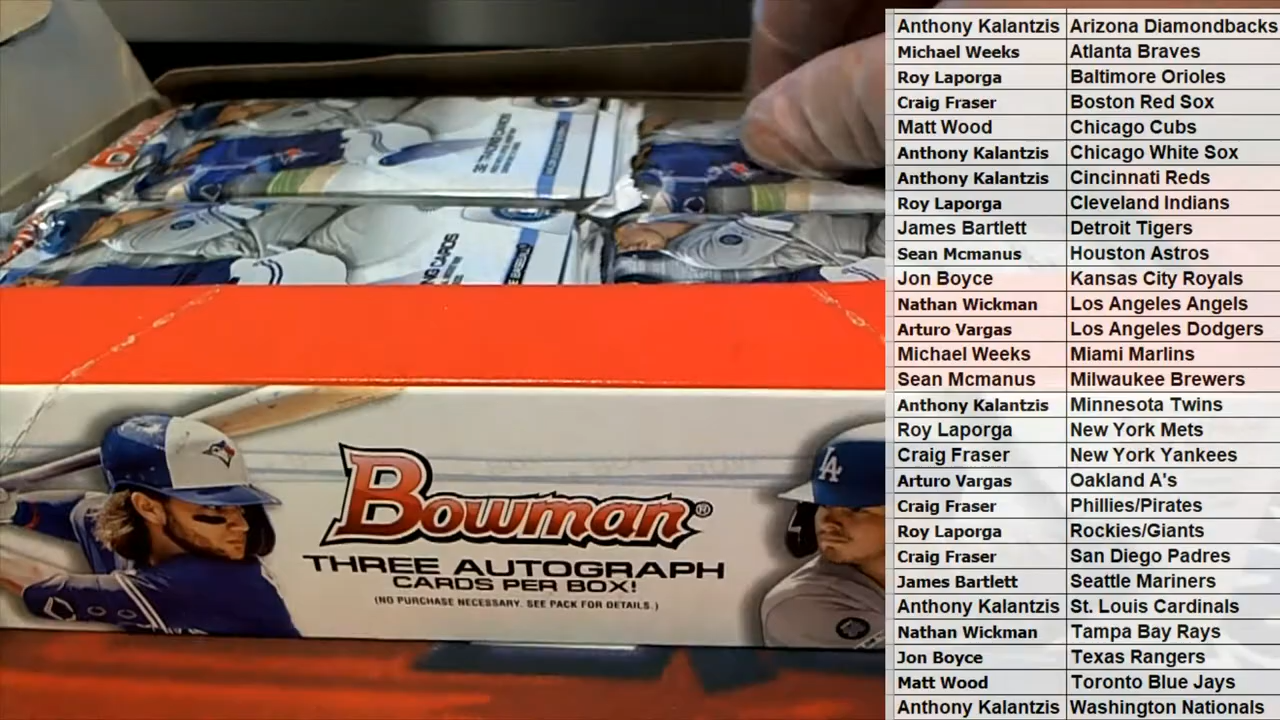 Anthony Kalantzis Arizona Diamondbacks
Michael Weeks Atlanta Braves
Roy Laporga Baltimore Orioles
Craig Fraser Boston Red Sox
Matt Wood Chicago Cubs
Anthony Kalantzis Chicago White Sox
Anthony Kalantzis Cincinnati Reds
Roy Laporga Cleveland Indians
James Bartlett Detroit Tigers
Sean Mcmanus Houston Astros
Jon Boyce Kansas City Royals
Nathan Wickman Los Angeles Angels
Arturo Vargas Los Angeles Dodgers
Michael Weeks Miami Marlins
Sean Mcmanus Milwaukee Brewers
Anthony Kalantzis Minnesota Twins
Roy Laporga New York Mets
Craig Fraser New York Yankees
Arturo Vargas Oakland A's
Craig Fraser Phillies/Pirates
Roy Laporga Rockies/Giants
Craig Fraser San Diego Padres
James Bartlett Seattle Mariners
Anthony Kalantzis St. Louis Cardinals
Nathan Wickman Tampa Bay Rays
Jon Boyce Texas Rangers
Matt Wood Toronto Blue Jays
Anthony Kalantzis Washington Nationals
CARDS
LA
Bowman®
THREE AUTOGRAPH
CARDS PER BOX!
(NO PURCHASE NECESSARY. SEE PACK FOR DETAILS.)